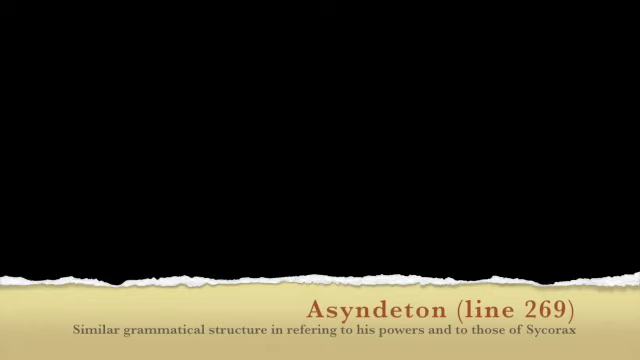 Asyndeton (line 269)
Similar grammatical structure in refering to his powers and to those of Sycorax